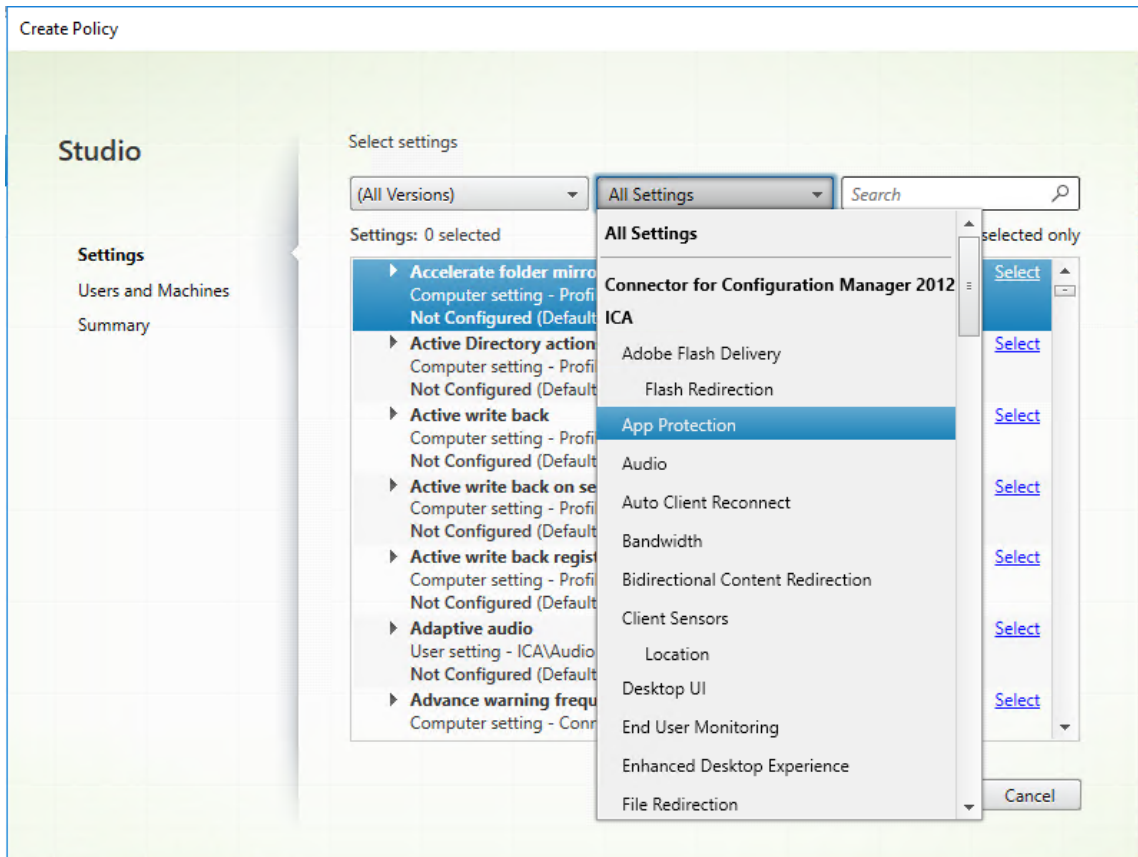 Create Policy
Studio
Settings
Users and Machines
Summary
Select settings
(All Versions)
All Settings
Search
Settings: 0 selected
selected only
Accelerate folder mirro
Select
Computer setting - Profi
Not Configured (Default
Active Directory action
Select
Computer setting - Profi
Not Configured (Default
Active write back
Select
Computer setting - Profi
Not Configured (Default
Active write back on se
Select
Computer setting - Profi
Not Configured (Default
Active write back regist
Select
Computer setting - Profi
Not Configured (Default
Adaptive audio
Select
User setting - ICA\Audio
Not Configured (Default
Advance warning frequ
Select
Computer setting - Conr
All Settings
Connector for Configuration Manager 2012
ICA
Adobe Flash Delivery
Flash Redirection
App Protection
Audio
Auto Client Reconnect
Bandwidth
Bidirectional Content Redirection
Client Sensors
Location
Desktop UI
End User Monitoring
Enhanced Desktop Experience
File Redirection
Cancel